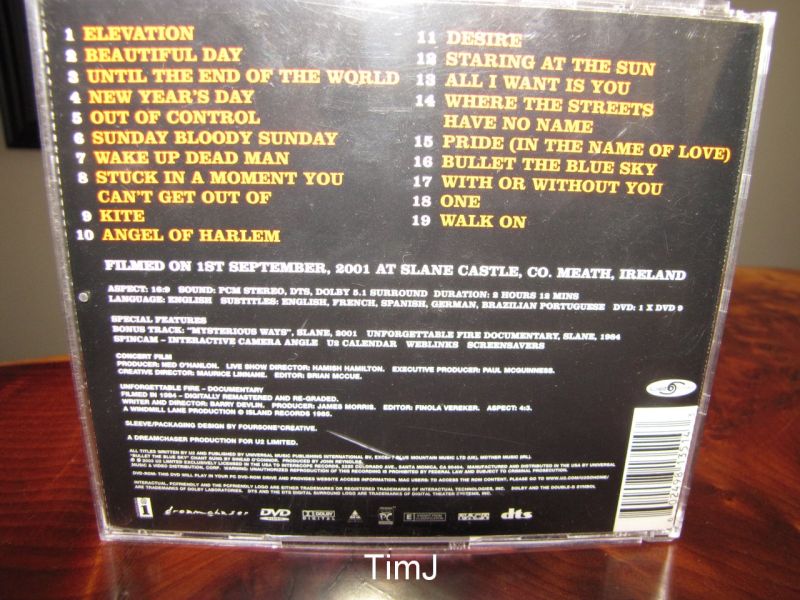 1 ELEVATION
2 BEAUTIFUL DAY
3 UNTIL THE END OF THE WORLD
4 NEW YEAR'S DAY
5 OUT OF CONTROL
6 SUNDAY BLOODY SUNDAY
7 WAKE UP DEAD MAN
8 STUCK IN A MOMENT YOU
CAN'T GET OUT OF
9 KITE
10 ANGEL OF HARLEM
11 DESIRE
12 STARING AT THE SUN
13 ALL I WANT IS YOU
14 WHERE THE STREETS
HAVE NO NAME
15 PRIDE (IN THE NAME OF LOVE)
16 BULLET THE BLUE SKY
17 WITH OR WITHOUT YOU
18 ONE
19 WALK ON
FILMED ON 1ST SEPTEMBER, 2001 AT SLANE CASTLE, CO. MEATH, IRELAND
ASPECT: 16:9 SOUND: PCM STEREO, DTS, DOLBY 5.1 SURROUND DURATION: 2 HOURS 12 MINS
LANGUAGE: ENGLISH SUBTITLES: ENGLISH, FRENCH, SPANISH, GERMAN, BRAZILIAN PORTUGUESE DVD: 1 X DVD 9
SPECIAL FEATURES
BONUS TRACK: "MYSTERIOUS WAYS", SLANE, 2001 UNFORGETTABLE FIRE DOCUMENTARY, SLANE, 1984
SPINCAM – INTERACTIVE CAMERA ANGLE U2 CALENDAR WEBLINKS SCREENSAVERS
CONCERT FILM
PRODUCER: NED O'HANLON. LIVE SHOW DIRECTOR: HAMISH HAMILTON. EXECUTIVE PRODUCER: PAUL MCGUINNESS.
CREATIVE DIRECTOR: MAURICE LINNANE. EDITOR: BRIAN MCCUE.
UNFORGETTABLE FIRE – DOCUMENTARY
FILMED IN 1984 – DIGITALLY REMASTERED AND RE-GRADED.
WRITER AND DIRECTOR: BARRY DEVLIN. PRODUCER: JAMES MORRIS. EDITOR: FINOLA VEREKER. ASPECT: 4:3.
A WINDMILL LANE PRODUCTION © ISLAND RECORDS 1985.
SLEEVE/PACKAGING DESIGN BY FOUR5ONE°CREATIVE.
A DREAMCHASER PRODUCTION FOR U2 LIMITED.
dreamchaser DVD DOLBY DIGITAL dts
TimJ